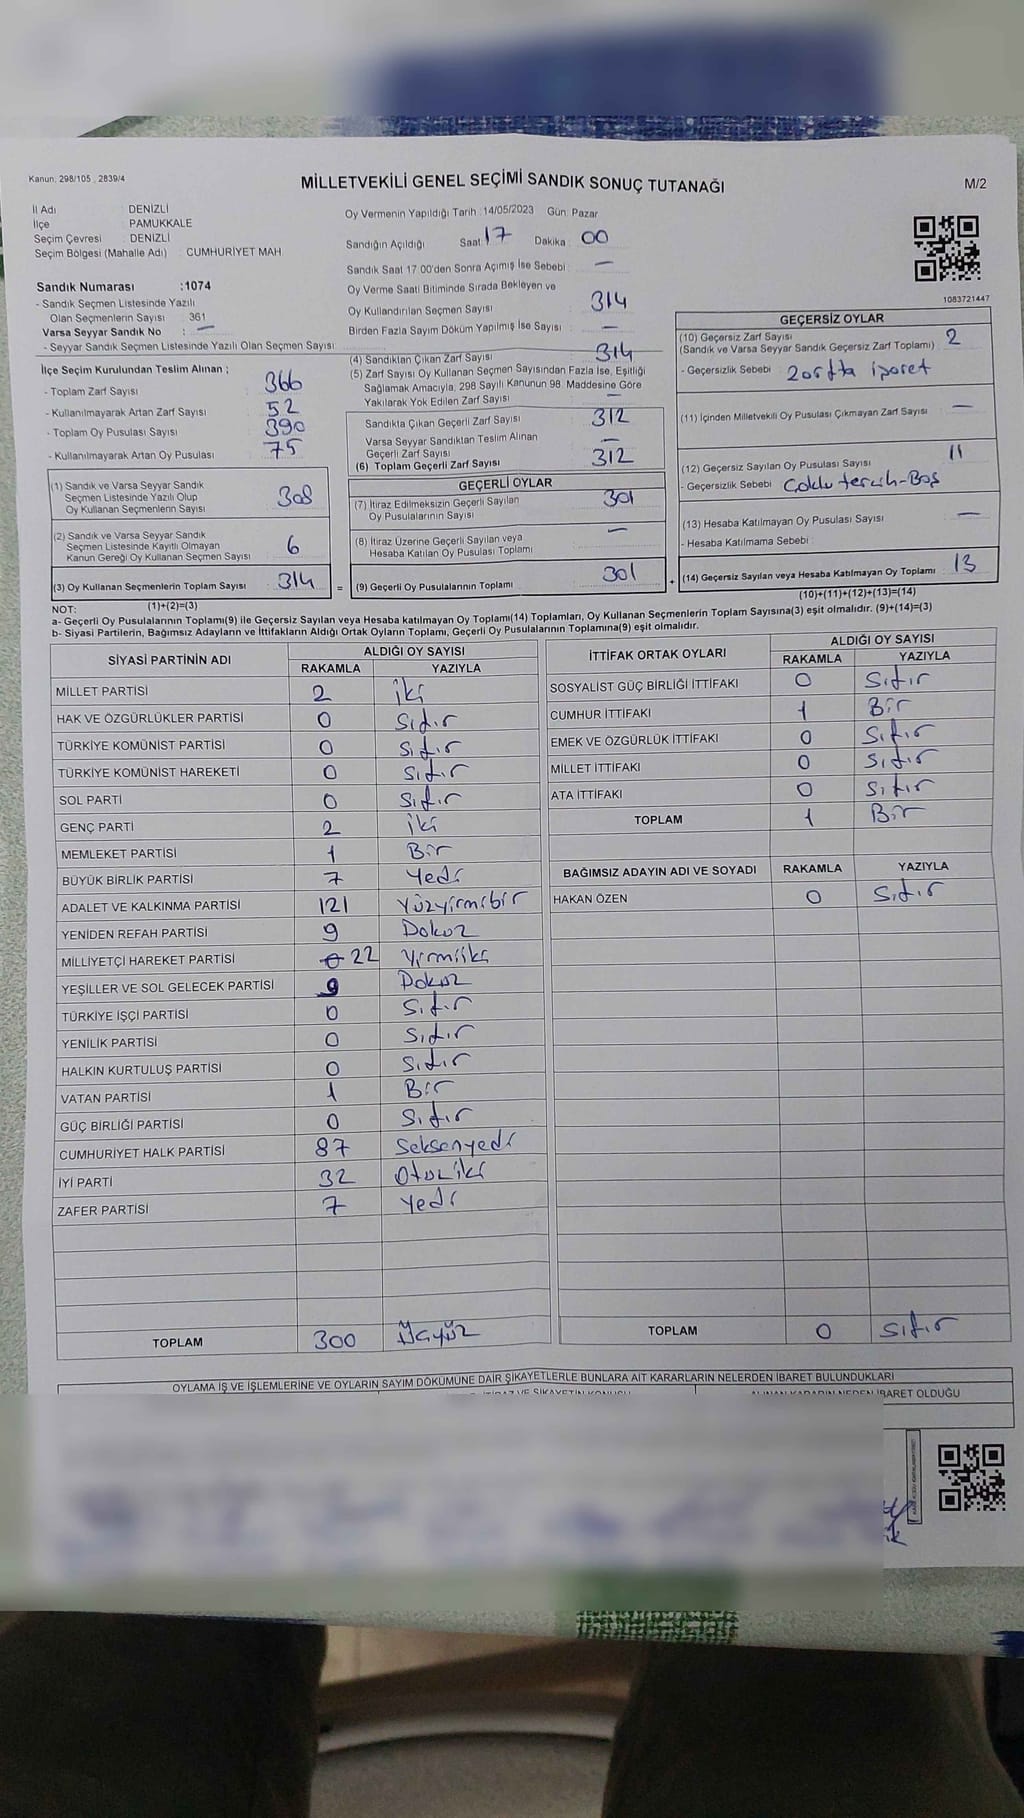 Kanun; 298/105 , 2839/4
MİLLETVEKİLİ GENEL SEÇİMİ SANDIK SONUÇ TUTANAĞI
M/2
İl Adı DENİZLİ
İlçe PAMUKKALE
Seçim Çevresi : DENİZLİ
Seçim Bölgesi (Mahalle Adı) CUMHURİYET MAH
Sandık Numarası :1074
- Sandık Seçmen Listesinde Yazılı
Olan Seçmenlerin Sayısı 361
Varsa Seyyar Sandık No : —
- Seyyar Sandık Seçmen Listesinde Yazılı Olan Seçmen Sayısı
Oy Vermenin Yapıldığı Tarih :14/05/2023 Gün: Pazar
Sandığın Açıldığı Saat 17 Dakika 00
Sandık Saat 17.00'den Sonra Açımış İse Sebebi : —
Oy Verme Saati Bitiminde Sırada Bekleyen ve
Oy Kullandırılan Seçmen Sayısı 314
Birden Fazla Sayım Döküm Yapılmış İse Sayısı —
1083721447
İlçe Seçim Kurulundan Teslim Alınan ;
- Toplam Zarf Sayısı 366
- Kullanılmayarak Artan Zarf Sayısı 52
- Toplam Oy Pusulası Sayısı 390
- Kullanılmayarak Artan Oy Pusulası 75
(1) Sandık ve Varsa Seyyar Sandık
Seçmen Listesinde Yazılı Olup
Oy Kullanan Seçmenlerin Sayısı 308
(2) Sandık ve Varsa Seyyar Sandık
Seçmen Listesinde Kayıtlı Olmayan
Kanun Gereği Oy Kullanan Seçmen Sayısı 6
(3) Oy Kullanan Seçmenlerin Toplam Sayısı 314
(1)+(2)=(3)
(4) Sandıktan Çıkan Zarf Sayısı 314
(5) Zarf Sayısı Oy Kullanan Seçmen Sayısından Fazla İse, Eşitliği
Sağlamak Amacıyla, 298 Sayılı Kanunun 98. Maddesine Göre
Yakılarak Yok Edilen Zarf Sayısı
Sandıkta Çıkan Geçerli Zarf Sayısı 312
Varsa Seyyar Sandıktan Teslim Alınan
Geçerli Zarf Sayısı —
(6) Toplam Geçerli Zarf Sayısı 312
GEÇERLİ OYLAR
(7) İtiraz Edilmeksizin Geçerli Sayılan
Oy Pusulalarının Sayısı 301
(8) İtiraz Üzerine Geçerli Sayılan veya
Hesaba Katılan Oy Pusulası Toplamı —
= (9) Geçerli Oy Pusulalarının Toplamı 301
GEÇERSİZ OYLAR
(10) Geçersiz Zarf Sayısı 2
(Sandık ve Varsa Seyyar Sandık Geçersiz Zarf Toplamı)
- Geçersizlik Sebebi 2 işaret
(11) İçinden Milletvekili Oy Pusulası Çıkmayan Zarf Sayısı —
(12) Geçersiz Sayılan Oy Pusulası Sayısı 11
- Geçersizlik Sebebi Çoklu tercih-Boş
(13) Hesaba Katılmayan Oy Pusulası Sayısı —
- Hesaba Katılmama Sebebi :
+ (14) Geçersiz Sayılan veya Hesaba Katılmayan Oy Toplamı 13
(10)+(11)+(12)+(13)=(14)
NOT:
a- Geçerli Oy Pusulalarının Toplamı(9) ile Geçersiz Sayılan veya Hesaba katılmayan Oy Toplamı(14) Toplamları, Oy Kullanan Seçmenlerin Toplam Sayısına(3) eşit olmalıdır. (9)+(14)=(3)
b- Siyasi Partilerin, Bağımsız Adayların ve İttifakların Aldığı Ortak Oyların Toplamı, Geçerli Oy Pusulalarının Toplamına(9) eşit olmalıdır.
SİYASİ PARTİNİN ADI ALDIĞI OY SAYISI
RAKAMLA YAZIYLA
MİLLET PARTİSİ 2 iki
HAK VE ÖZGÜRLÜKLER PARTİSİ 0 Sıfır
TÜRKİYE KOMÜNİST PARTİSİ 0 Sıfır
TÜRKİYE KOMÜNİST HAREKETİ 0 Sıfır
SOL PARTİ 0 Sıfır
GENÇ PARTİ 2 iki
MEMLEKET PARTİSİ 1 Bir
BÜYÜK BİRLİK PARTİSİ 7 Yedi
ADALET VE KALKINMA PARTİSİ 121 Yüzyirmibir
YENİDEN REFAH PARTİSİ 9 Dokuz
MİLLİYETÇİ HAREKET PARTİSİ 22 Yirmiiki
YEŞİLLER VE SOL GELECEK PARTİSİ 9 Dokuz
TÜRKİYE İŞÇİ PARTİSİ 0 Sıfır
YENİLİK PARTİSİ 0 Sıfır
HALKIN KURTULUŞ PARTİSİ 0 Sıfır
VATAN PARTİSİ 1 Bir
GÜÇ BİRLİĞİ PARTİSİ 0 Sıfır
CUMHURİYET HALK PARTİSİ 87 Seksenyedi
İYİ PARTİ 32 Otuziki
ZAFER PARTİSİ 7 Yedi
TOPLAM 300 Üçyüz
İTTİFAK ORTAK OYLARI ALDIĞI OY SAYISI
RAKAMLA YAZIYLA
SOSYALİST GÜÇ BİRLİĞİ İTTİFAKI 0 Sıfır
CUMHUR İTTİFAKI 1 Bir
EMEK VE ÖZGÜRLÜK İTTİFAKI 0 Sıfır
MİLLET İTTİFAKI 0 Sıfır
ATA İTTİFAKI 0 Sıfır
TOPLAM 1 Bir
BAĞIMSIZ ADAYIN ADI VE SOYADI RAKAMLA YAZIYLA
HAKAN ÖZEN 0 Sıfır
TOPLAM 0 Sıfır
OYLAMA İŞ VE İŞLEMLERİNE VE OYLARIN SAYIM DÖKÜMÜNE DAİR ŞİKAYETLERLE BUNLARA AİT KARARLARIN NELERDEN İBARET BULUNDUKLARI
İTİRAZ VE ŞİKAYETİN KONUSU ALINAN KARARIN NEDEN İBARET OLDUĞU